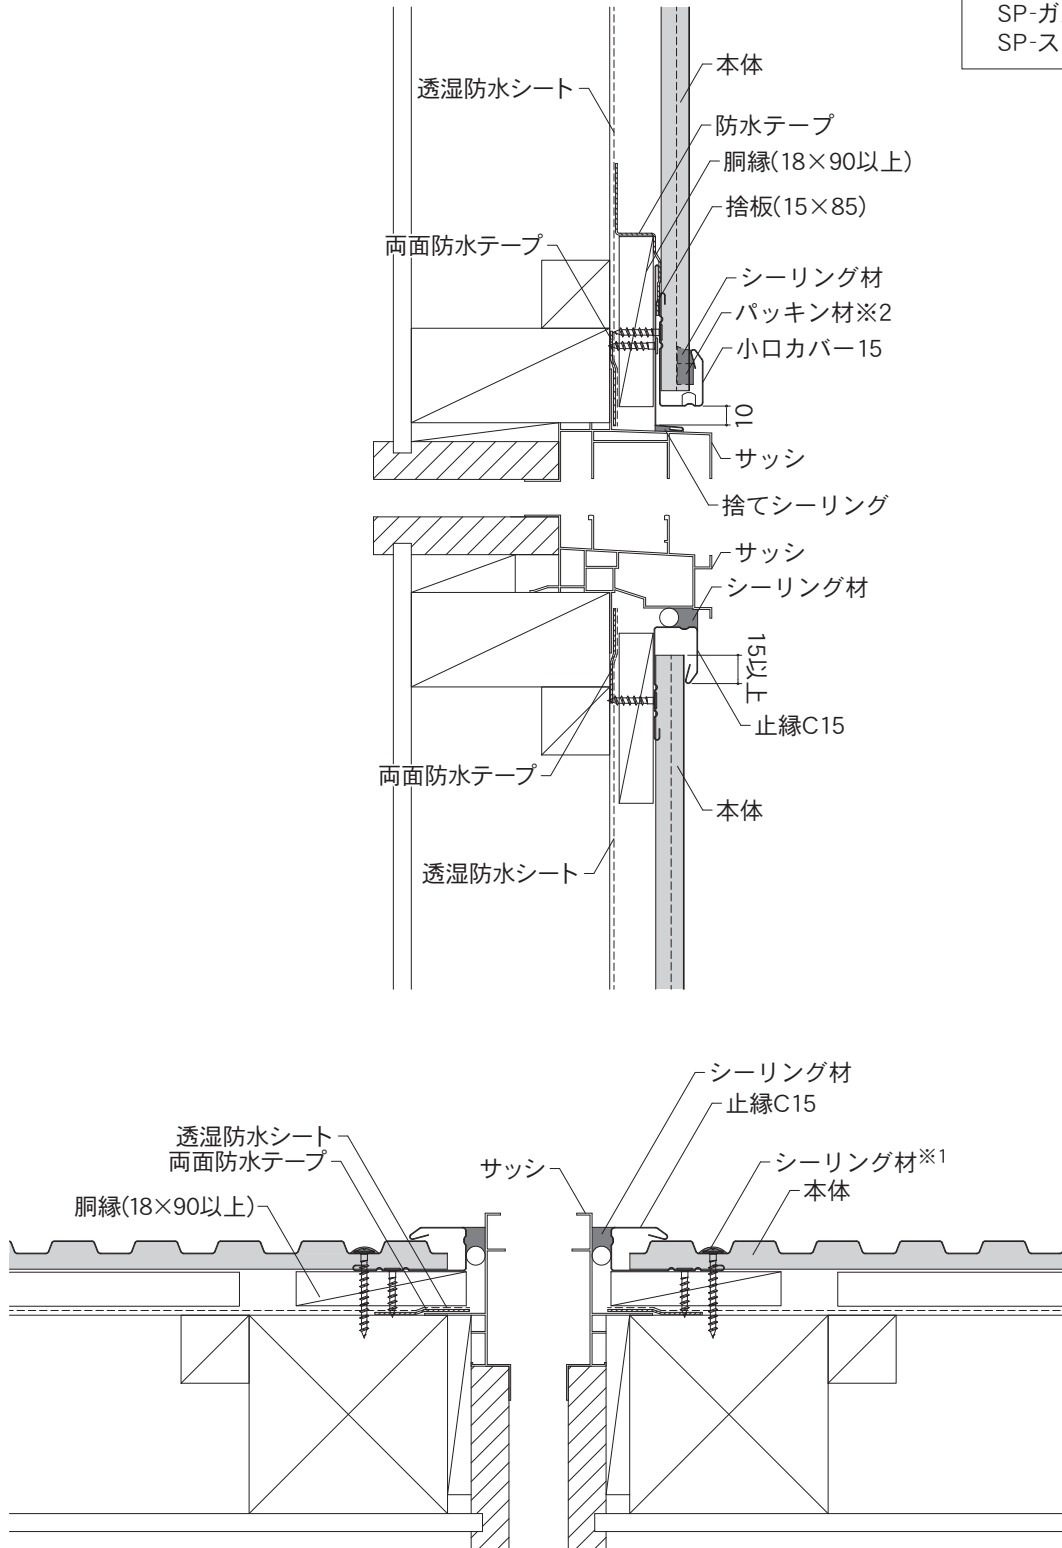 SP-ガ
SP-ス
本体
透湿防水シート
防水テープ
胴縁(18×90以上)
捨板(15×85)
両面防水テープ
シーリング材
パッキン材※2
小口カバー15
10
サッシ
捨てシーリング
サッシ
シーリング材
15以上
止縁C15
両面防水テープ
本体
透湿防水シート
シーリング材
止縁C15
透湿防水シート
両面防水テープ
サッシ
シーリング材※1
本体
胴縁(18×90以上)